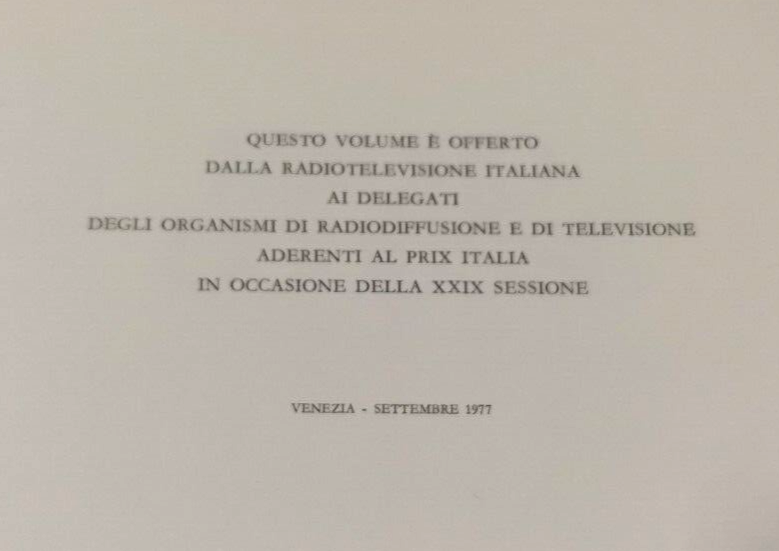 QUESTO VOLUME È OFFERTO
DALLA RADIOTELEVISIONE ITALIANA
AI DELEGATI
DEGLI ORGANISMI DI RADIODIFFUSIONE E DI TELEVISIONE
ADERENTI AL PRIX ITALIA
IN OCCASIONE DELLA XXIX SESSIONE
VENEZIA - SETTEMBRE 1977